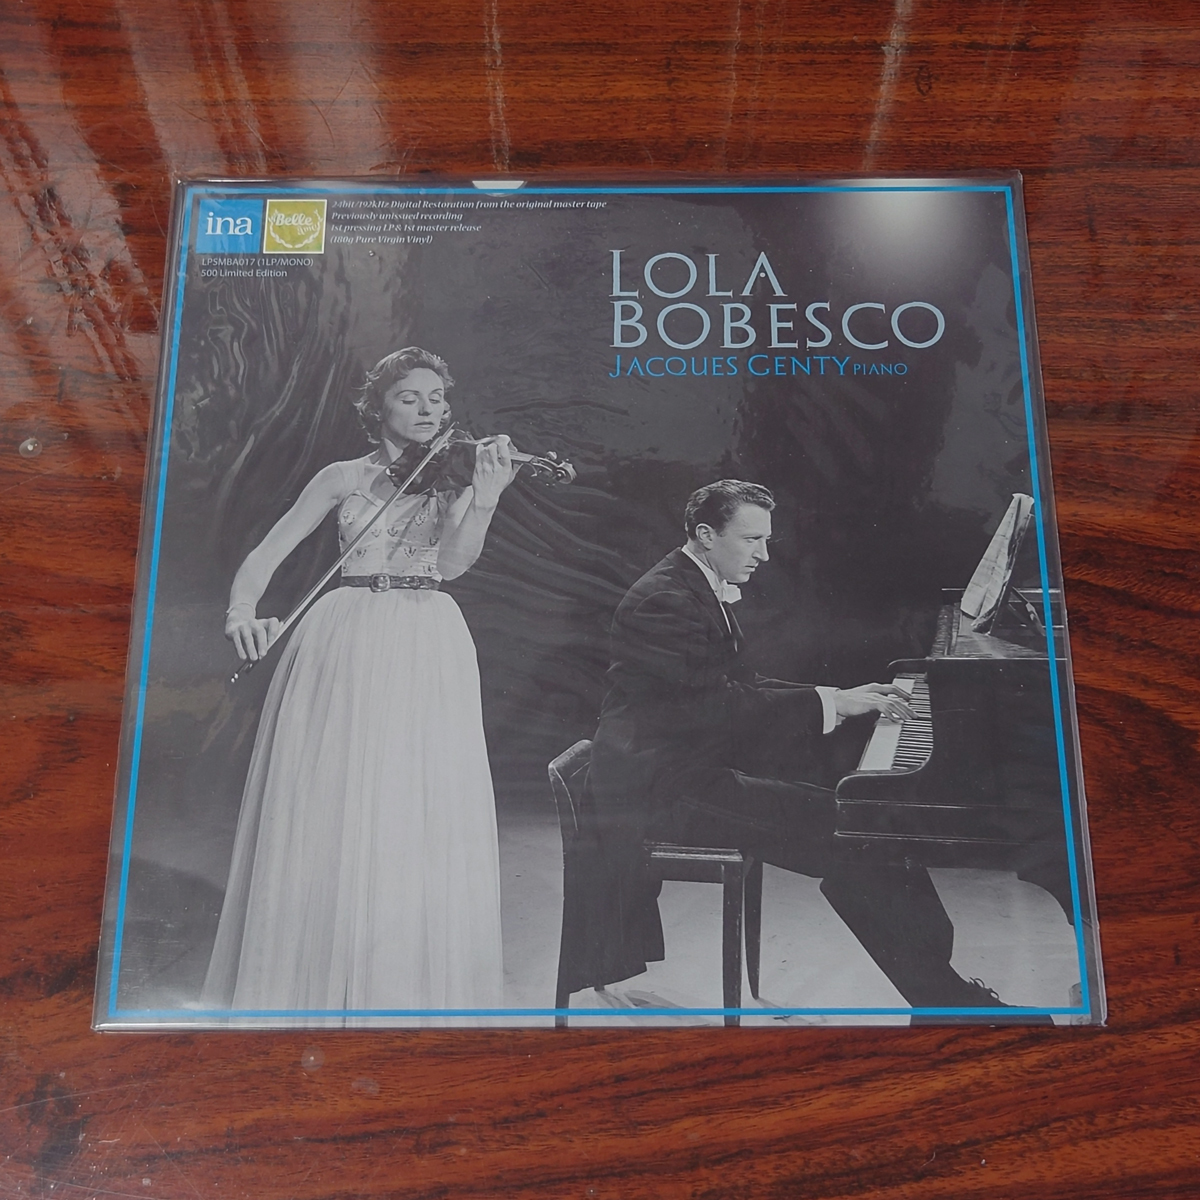 ina
Belle
âme
24bit/192kHz Digital Restoration from the original master tape
Previously unissued recording
1st pressing LP & 1st master release
(180g Pure Virgin Vinyl)
LPSMBA017 (1LP/MONO)
500 Limited Edition
LOLA
BOBESCO
JACQUES GENTY PIANO